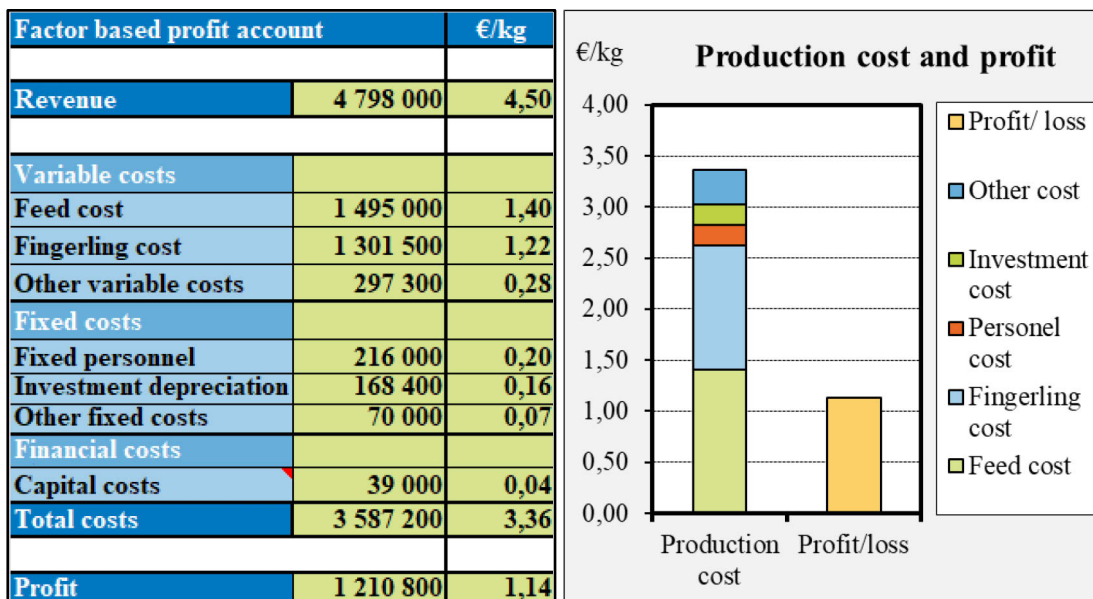 Factor based profit account €/kg
Revenue 4 798 000 4,50
Variable costs
Feed cost 1 495 000 1,40
Fingerling cost 1 301 500 1,22
Other variable costs 297 300 0,28
Fixed costs
Fixed personnel 216 000 0,20
Investment depreciation 168 400 0,16
Other fixed costs 70 000 0,07
Financial costs
Capital costs 39 000 0,04
Total costs 3 587 200 3,36
Profit 1 210 800 1,14
€/kg
Production cost and profit
4,00
3,50
3,00
2,50
2,00
1,50
1,00
0,50
0,00
Production
cost
Profit/loss
Profit/ loss
Other cost
Investment
cost
Personel
cost
Fingerling
cost
Feed cost